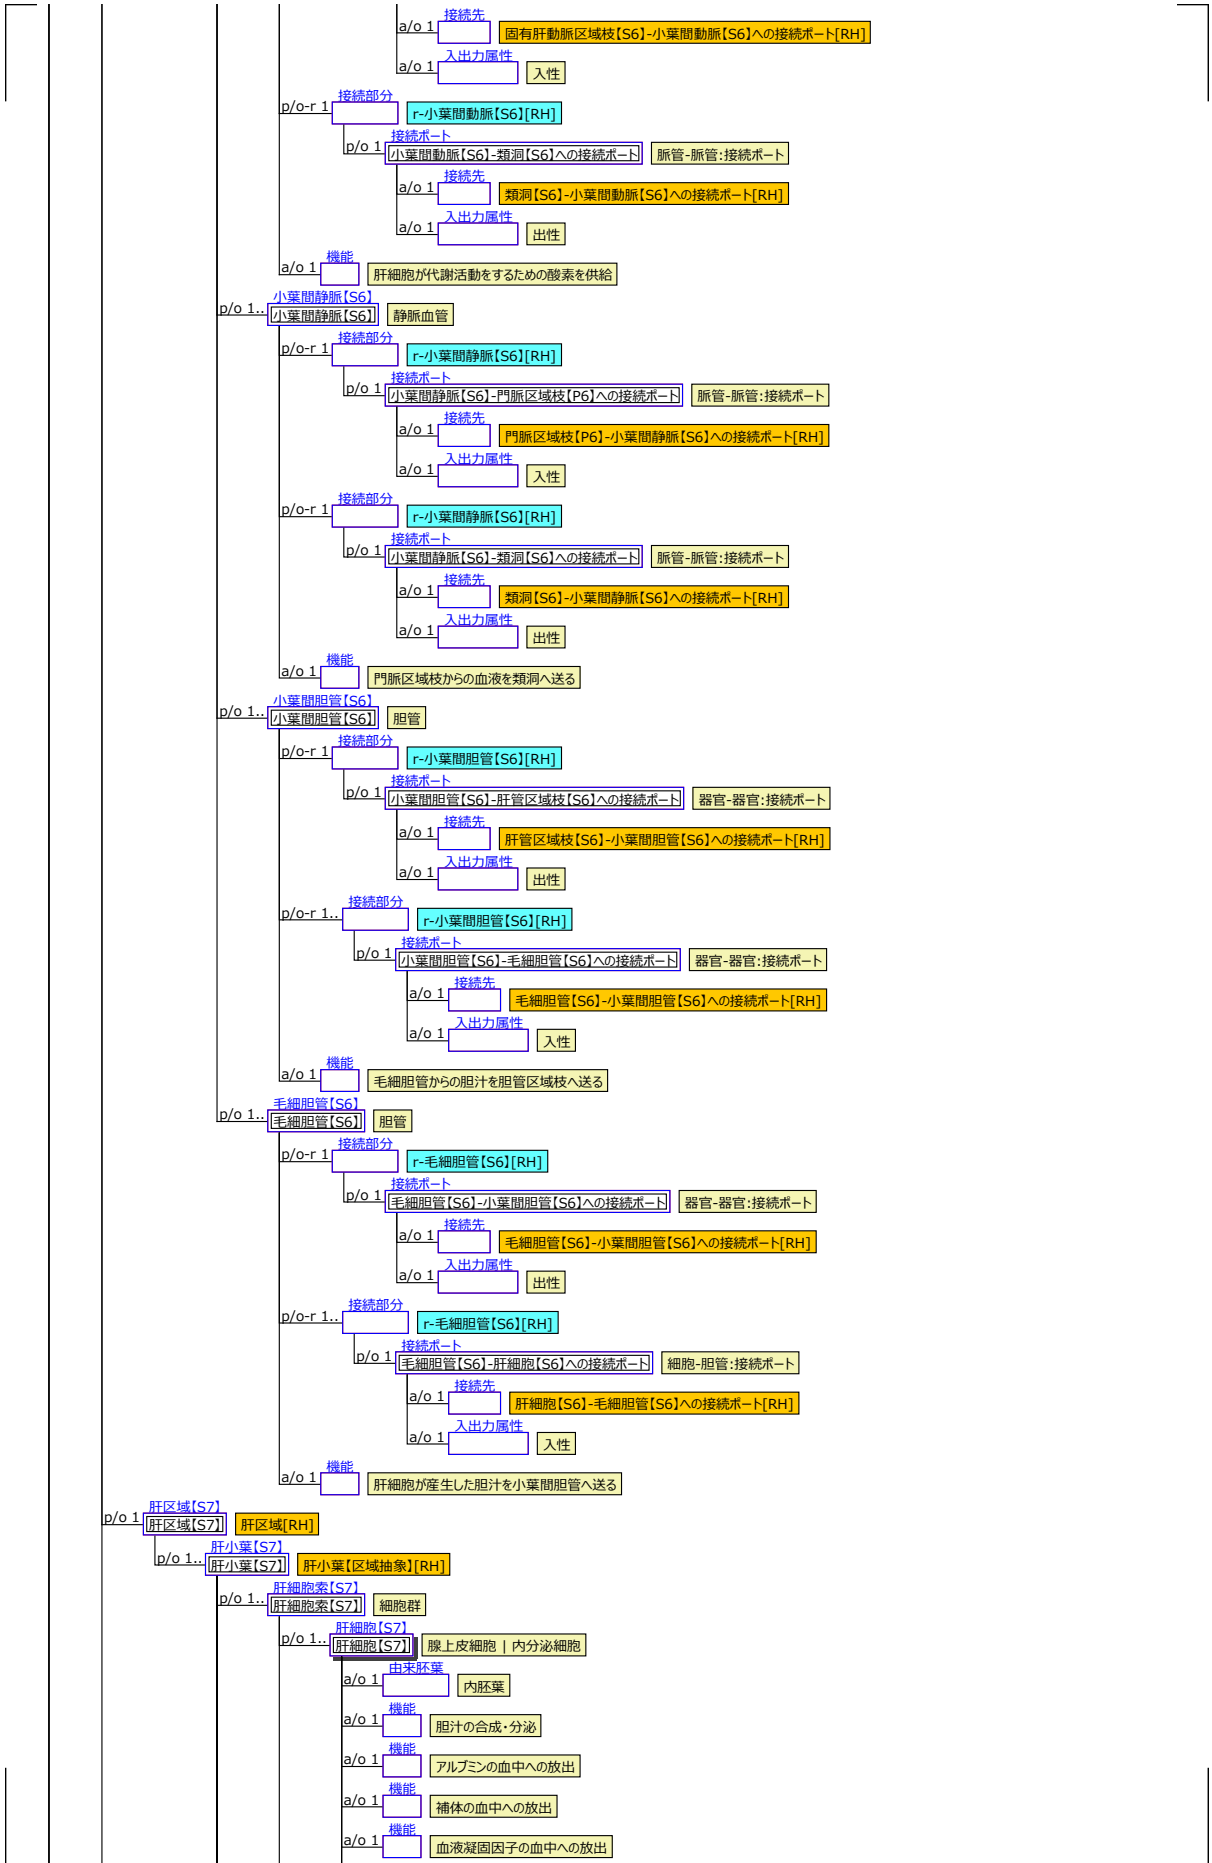 接続先
a/o 1 固有肝動脈区域枝【S6】-小葉間動脈【S6】への接続ポート[RH]
入出力属性
a/o 1 入性
接続部分
p/o-r 1 r-小葉間動脈【S6】[RH]
接続ポート
p/o 1 小葉間動脈【S6】-類洞【S6】への接続ポート 脈管-脈管:接続ポート
接続先
a/o 1 類洞【S6】-小葉間動脈【S6】への接続ポート[RH]
入出力属性
a/o 1 出性
機能
a/o 1 肝細胞が代謝活動をするための酸素を供給
小葉間静脈【S6】
p/o 1.. 小葉間静脈【S6】 静脈血管
接続部分
p/o-r 1 r-小葉間静脈【S6】[RH]
接続ポート
p/o 1 小葉間静脈【S6】-門脈区域枝【P6】への接続ポート 脈管-脈管:接続ポート
接続先
a/o 1 門脈区域枝【P6】-小葉間静脈【S6】への接続ポート[RH]
入出力属性
a/o 1 入性
接続部分
p/o-r 1 r-小葉間静脈【S6】[RH]
接続ポート
p/o 1 小葉間静脈【S6】-類洞【S6】への接続ポート 脈管-脈管:接続ポート
接続先
a/o 1 類洞【S6】-小葉間静脈【S6】への接続ポート[RH]
入出力属性
a/o 1 出性
機能
a/o 1 門脈区域枝からの血液を類洞へ送る
小葉間胆管【S6】
p/o 1.. 小葉間胆管【S6】 胆管
接続部分
p/o-r 1 r-小葉間胆管【S6】[RH]
接続ポート
p/o 1 小葉間胆管【S6】-肝管区域枝【S6】への接続ポート 器官-器官:接続ポート
接続先
a/o 1 肝管区域枝【S6】-小葉間胆管【S6】への接続ポート[RH]
入出力属性
a/o 1 出性
接続部分
p/o-r 1.. r-小葉間胆管【S6】[RH]
接続ポート
p/o 1 小葉間胆管【S6】-毛細胆管【S6】への接続ポート 器官-器官:接続ポート
接続先
a/o 1 毛細胆管【S6】-小葉間胆管【S6】への接続ポート[RH]
入出力属性
a/o 1 入性
機能
a/o 1 毛細胆管からの胆汁を胆管区域枝へ送る
毛細胆管【S6】
p/o 1.. 毛細胆管【S6】 胆管
接続部分
p/o-r 1 r-毛細胆管【S6】[RH]
接続ポート
p/o 1 毛細胆管【S6】-小葉間胆管【S6】への接続ポート 器官-器官:接続ポート
接続先
a/o 1 毛細胆管【S6】-小葉間胆管【S6】への接続ポート[RH]
入出力属性
a/o 1 出性
接続部分
p/o-r 1.. r-毛細胆管【S6】[RH]
接続ポート
p/o 1 毛細胆管【S6】-肝細胞【S6】への接続ポート 細胞-胆管:接続ポート
接続先
a/o 1 肝細胞【S6】-毛細胆管【S6】への接続ポート[RH]
入出力属性
a/o 1 入性
機能
a/o 1 肝細胞が産生した胆汁を小葉間胆管へ送る
肝区域【S7】
p/o 1 肝区域【S7】 肝区域[RH]
肝小葉【S7】
p/o 1.. 肝小葉【S7】 肝小葉【区域抽象】[RH]
肝細胞索【S7】
p/o 1.. 肝細胞索【S7】 細胞群
肝細胞【S7】
p/o 1.. 肝細胞【S7】 腺上皮細胞 | 内分泌細胞
由来胚葉
a/o 1 内胚葉
機能
a/o 1 胆汁の合成・分泌
機能
a/o 1 アルブミンの血中への放出
機能
a/o 1 補体の血中への放出
機能
a/o 1 血液凝固因子の血中への放出